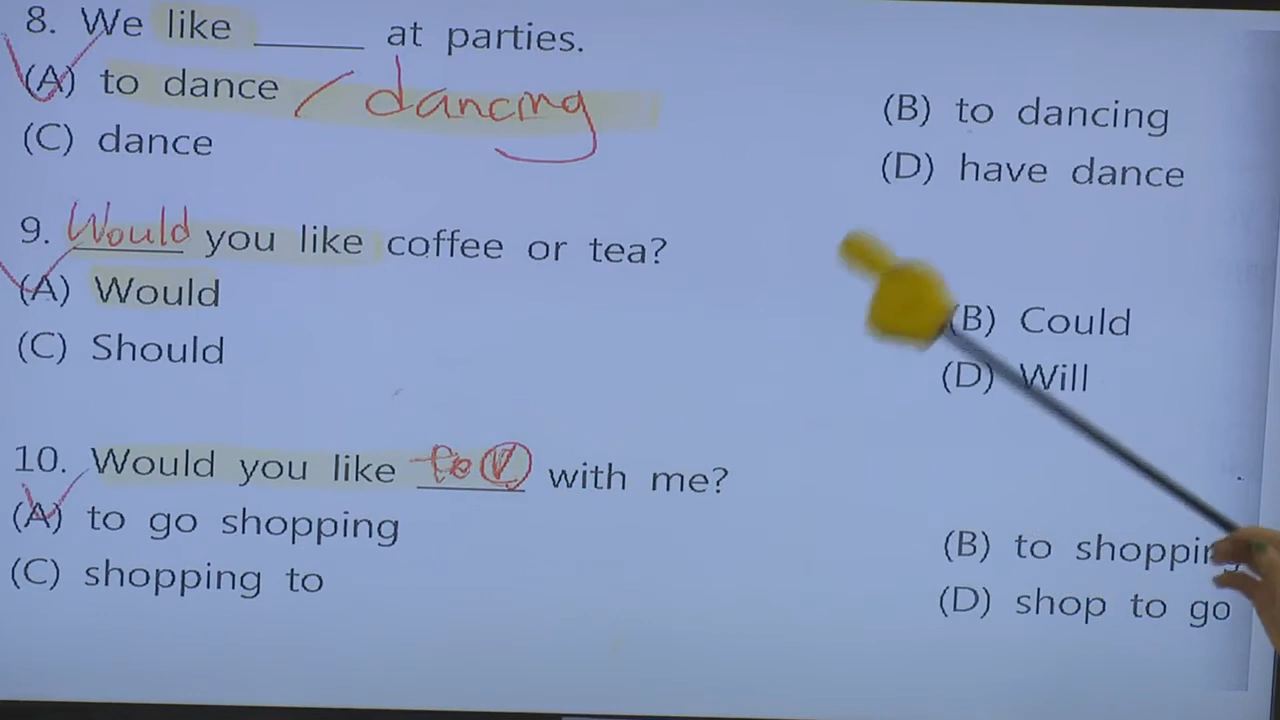 8. We like _____ at parties.
(A) to dance / dancing
(B) to dancing
(C) dance
(D) have dance
9. Would you like coffee or tea?
(A) Would
(B) Could
(C) Should
(D) Will
10. Would you like to V with me?
(A) to go shopping
(B) to shopping
(C) shopping to
(D) shop to go